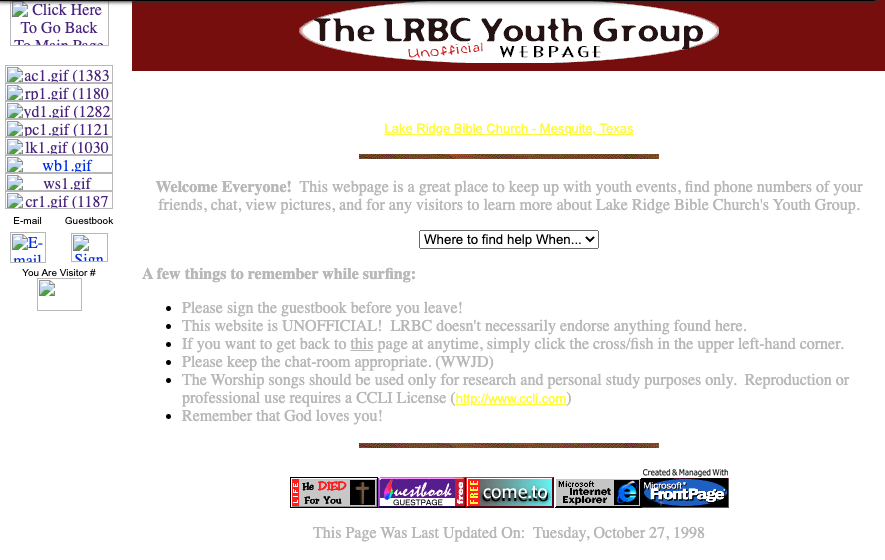 Click Here
To Go Back
To Main Page
ac1.gif (1383
rp1.gif (1180
yd1.gif (1282
pc1.gif (1121
lk1.gif (1030
wb1.gif
ws1.gif
cr1.gif (1187
E-mail Guestbook
E-mail
Sign
You Are Visitor #
The LRBC Youth Group
Unofficial WEBPAGE
Lake Ridge Bible Church - Mesquite, Texas
Welcome Everyone!  This webpage is a great place to keep up with youth events, find phone numbers of your
friends, chat, view pictures, and for any visitors to learn more about Lake Ridge Bible Church's Youth Group.
Where to find help When...
A few things to remember while surfing:
Please sign the guestbook before you leave!
This website is UNOFFICIAL!  LRBC doesn't necessarily endorse anything found here.
If you want to get back to this page at anytime, simply click the cross/fish in the upper left-hand corner.
Please keep the chat-room appropriate. (WWJD)
The Worship songs should be used only for research and personal study purposes only.  Reproduction or
professional use requires a CCLI License (http://www.ccli.com)
Remember that God loves you!
LIFE He DIED For You
Guestbook GUESTPAGE free
FREE come.to
Microsoft Internet Explorer
Created & Managed With
Microsoft FrontPage
This Page Was Last Updated On:  Tuesday, October 27, 1998